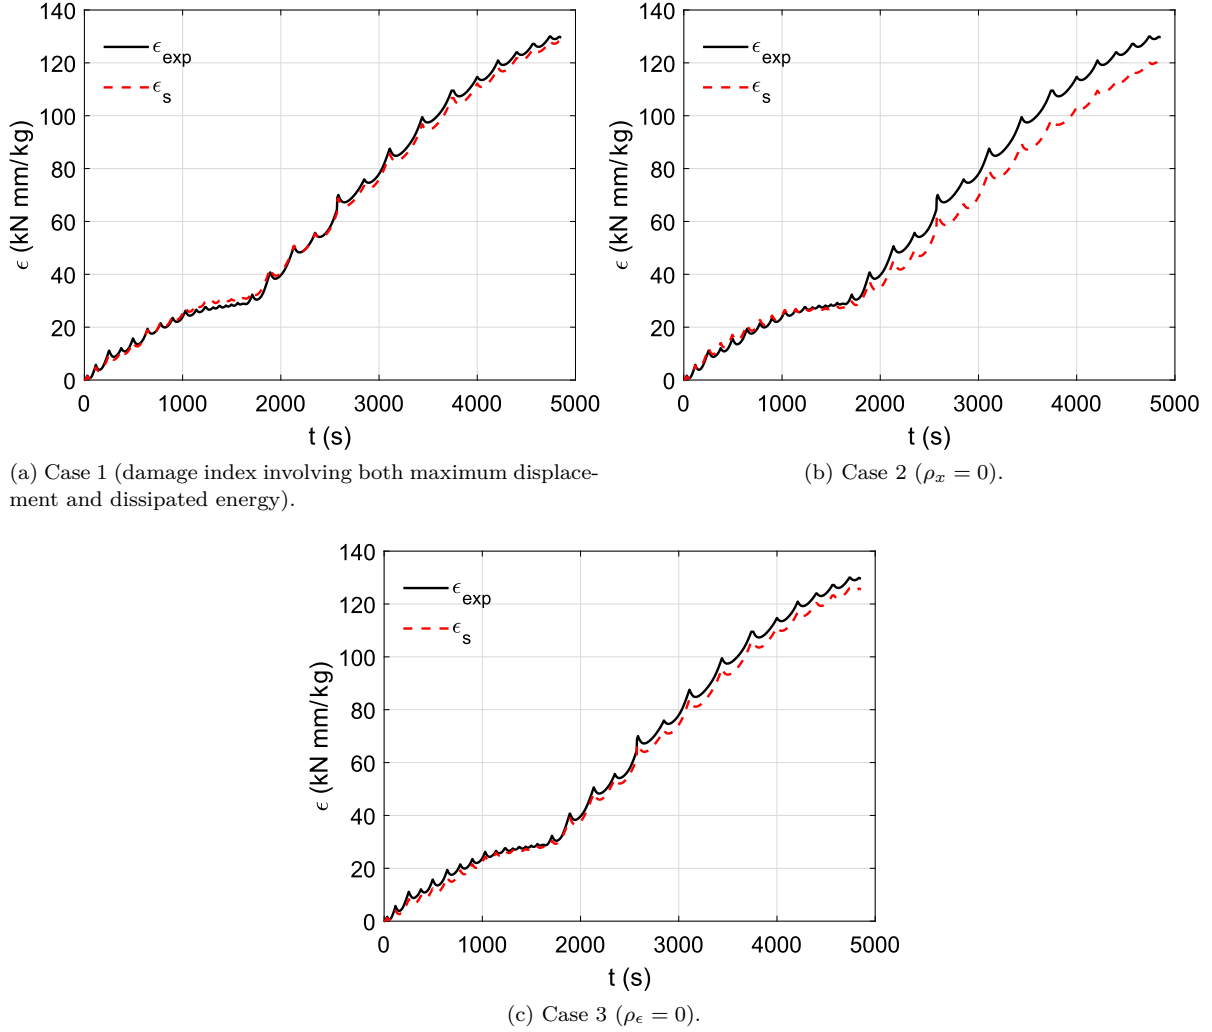 140
120
100
80
60
40
20
0
ϵ (kN mm/kg)
ϵexp
ϵs
0 1000 2000 3000 4000 5000
t (s)
(a) Case 1 (damage index involving both maximum displace-
ment and dissipated energy).
140
120
100
80
60
40
20
0
ϵ (kN mm/kg)
ϵexp
ϵs
0 1000 2000 3000 4000 5000
t (s)
(b) Case 2 (ρx = 0).
140
120
100
80
60
40
20
0
ϵ (kN mm/kg)
ϵexp
ϵs
0 1000 2000 3000 4000 5000
t (s)
(c) Case 3 (ρϵ = 0).